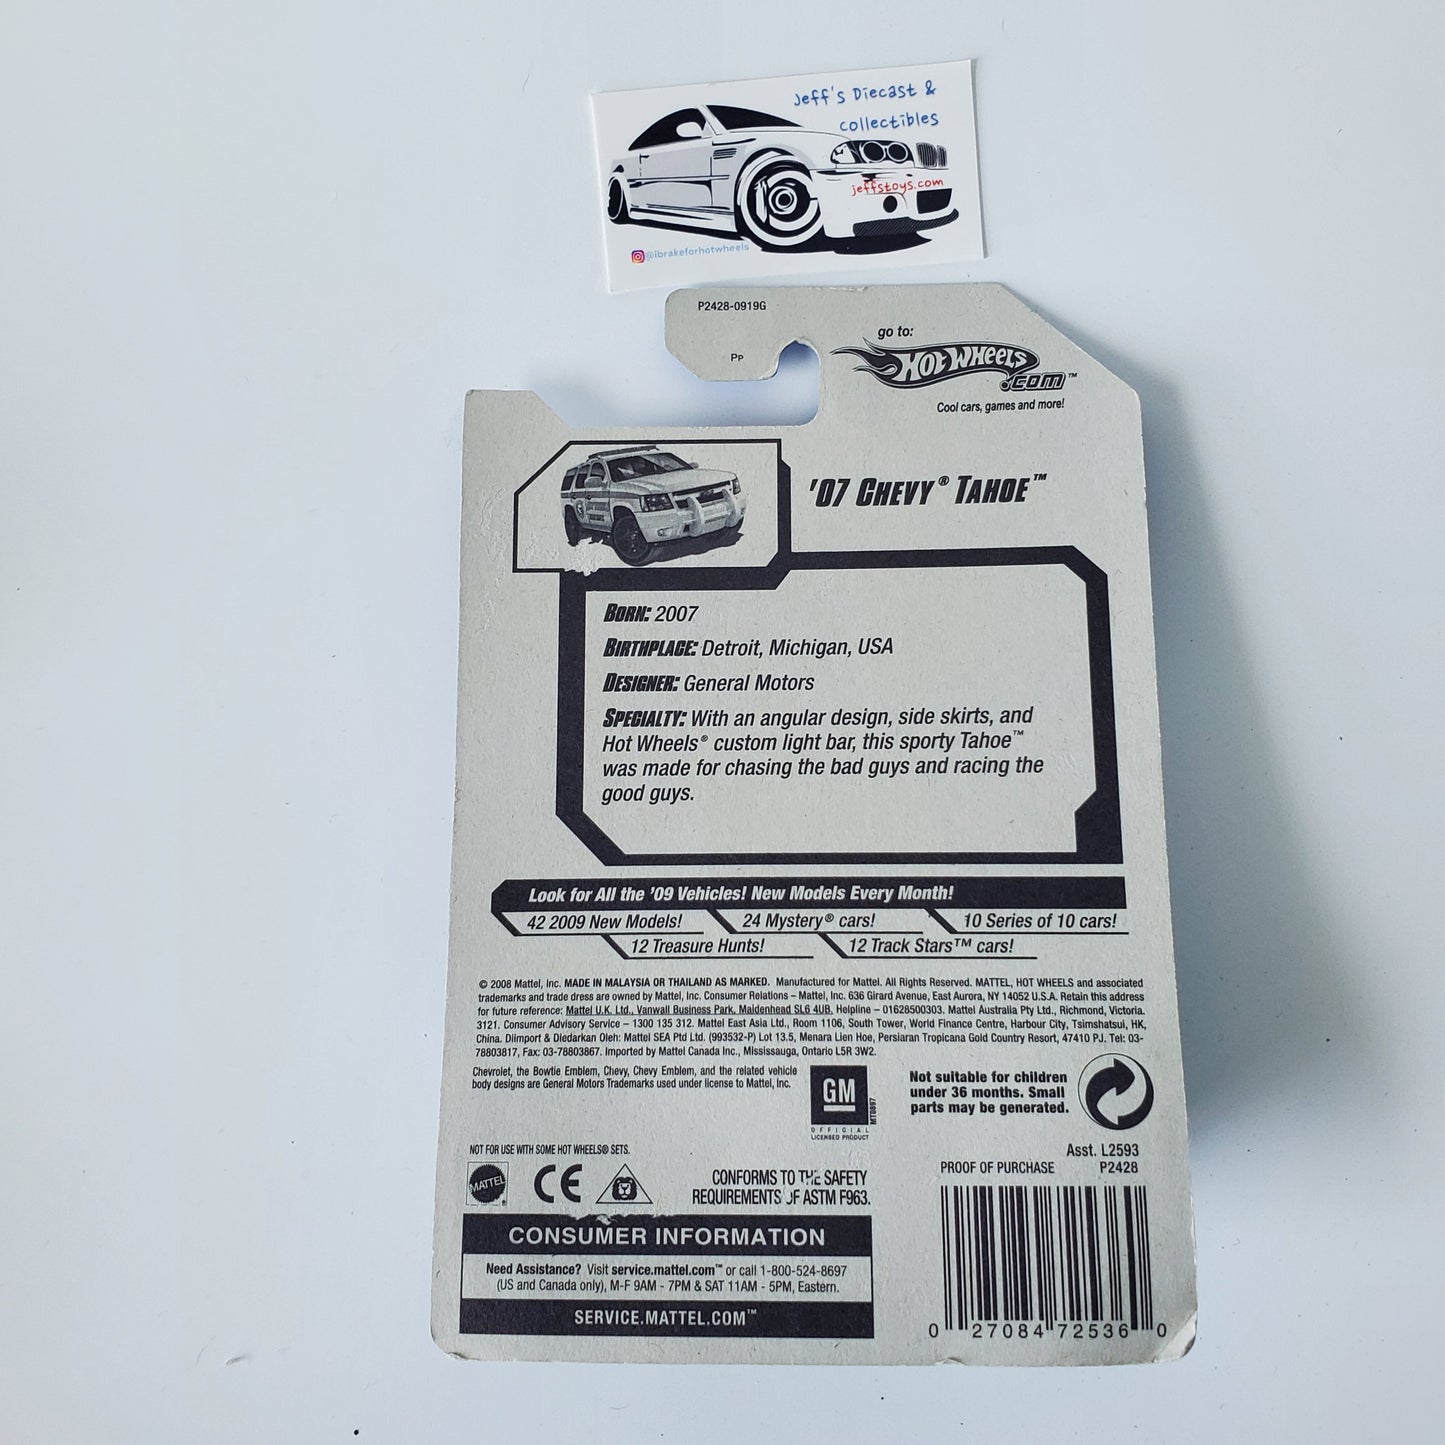 Jeff's Diecast &
collectibles
jeffstoys.com
@ibrakeforhotwheels
P2428-0919G
PP
go to:
HOT WHEELS
.COM™
Cool cars, games and more!
'07 CHEVY® TAHOE™
BORN: 2007
BIRTHPLACE: Detroit, Michigan, USA
DESIGNER: General Motors
SPECIALTY: With an angular design, side skirts, and
Hot Wheels® custom light bar, this sporty Tahoe™
was made for chasing the bad guys and racing the
good guys.
Look for All the '09 Vehicles! New Models Every Month!
42 2009 New Models! 24 Mystery® cars! 10 Series of 10 cars!
12 Treasure Hunts! 12 Track Stars™ cars!
© 2008 Mattel, Inc. MADE IN MALAYSIA OR THAILAND AS MARKED. Manufactured for Mattel. All Rights Reserved. MATTEL, HOT WHEELS and associated
trademarks and trade dress are owned by Mattel, Inc. Consumer Relations – Mattel, Inc. 636 Girard Avenue, East Aurora, NY 14052 U.S.A. Retain this address
for future reference: Mattel U.K. Ltd., Vanwall Business Park, Maidenhead SL6 4UB. Helpline – 01628500303. Mattel Australia Pty Ltd., Richmond, Victoria.
3121. Consumer Advisory Service – 1300 135 312. Mattel East Asia Ltd., Room 1106, South Tower, World Finance Centre, Harbour City, Tsimshatsui, HK,
China. Diimport & Diedarkan Oleh: Mattel SEA Ptd Ltd. (993532-P) Lot 13.5, Menara Lien Hoe, Persiaran Tropicana Gold Country Resort, 47410 PJ. Tel: 03-
78803817, Fax: 03-78803867. Imported by Mattel Canada Inc., Mississauga, Ontario L5R 3W2.
Chevrolet, the Bowtie Emblem, Chevy, Chevy Emblem, and the related vehicle
body designs are General Motors Trademarks used under license to Mattel, Inc.
GM
MT0897
OFFICIAL
LICENSED PRODUCT
Not suitable for children
under 36 months. Small
parts may be generated.
NOT FOR USE WITH SOME HOT WHEELS® SETS.
MATTEL®
CE
CONFORMS TO THE SAFETY
REQUIREMENTS OF ASTM F963.
Asst. L2593
PROOF OF PURCHASE P2428
CONSUMER INFORMATION
Need Assistance? Visit service.mattel.com™ or call 1-800-524-8697
(US and Canada only), M-F 9AM - 7PM & SAT 11AM - 5PM, Eastern.
SERVICE.MATTEL.COM™
0 27084 72536 0